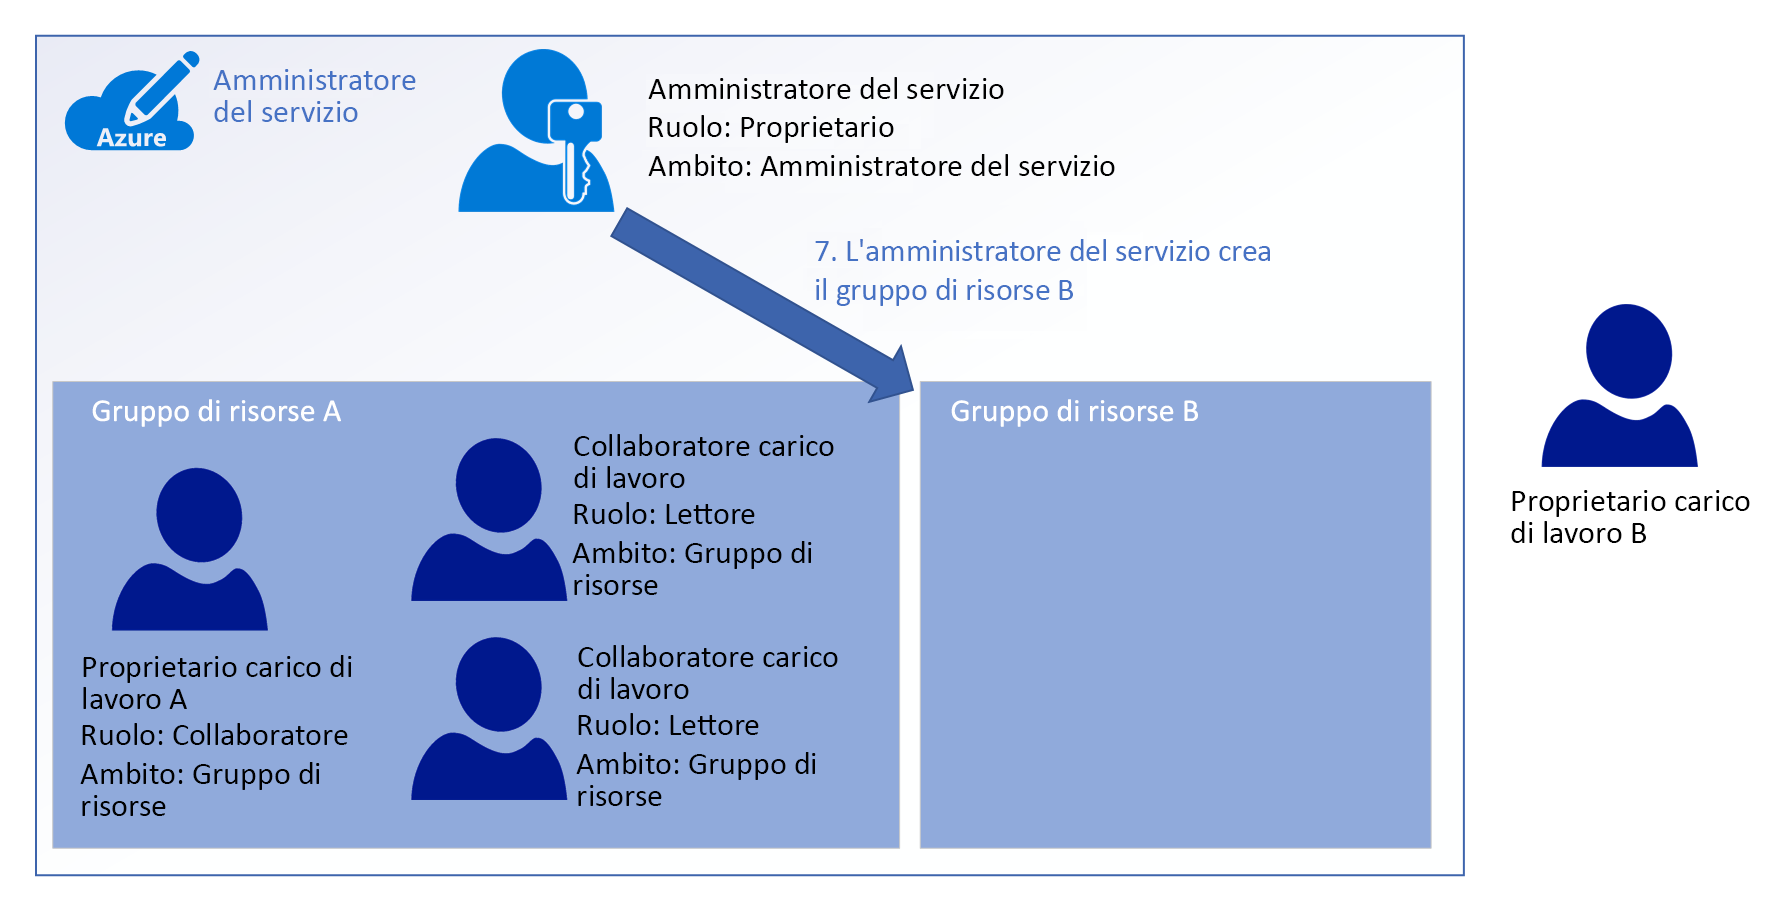 Azure
Amministratore
del servizio
Amministratore del servizio
Ruolo: Proprietario
Ambito: Amministratore del servizio
7. L'amministratore del servizio crea
il gruppo di risorse B
Gruppo di risorse A
Collaboratore carico
di lavoro
Ruolo: Lettore
Ambito: Gruppo di
risorse
Proprietario carico di
lavoro A
Ruolo: Collaboratore
Ambito: Gruppo di
risorse
Collaboratore carico
di lavoro
Ruolo: Lettore
Ambito: Gruppo di
risorse
Gruppo di risorse B
Proprietario carico
di lavoro B